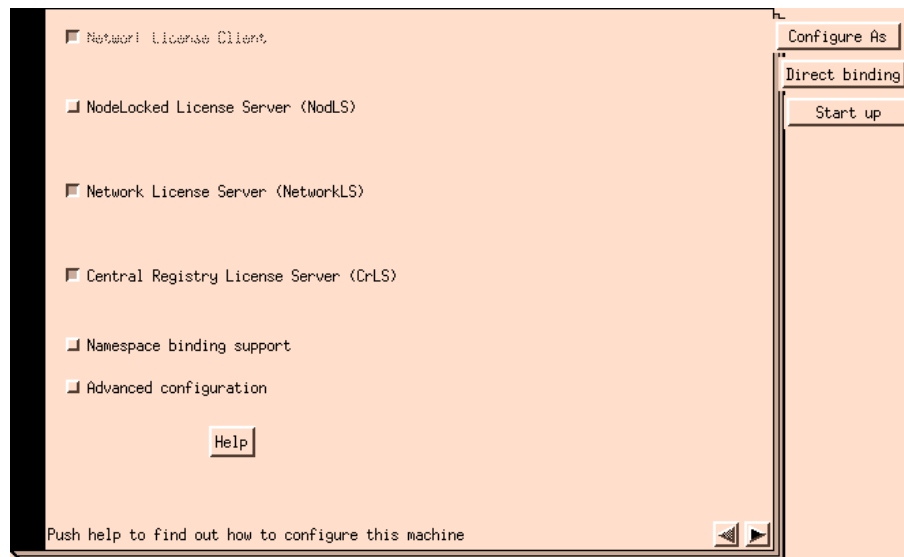 Network License Client
Configure As
Direct binding
NodeLocked License Server (NodLS)
Start up
Network License Server (NetworkLS)
Central Registry License Server (CrLS)
Namespace binding support
Advanced configuration
Help
Push help to find out how to configure this machine